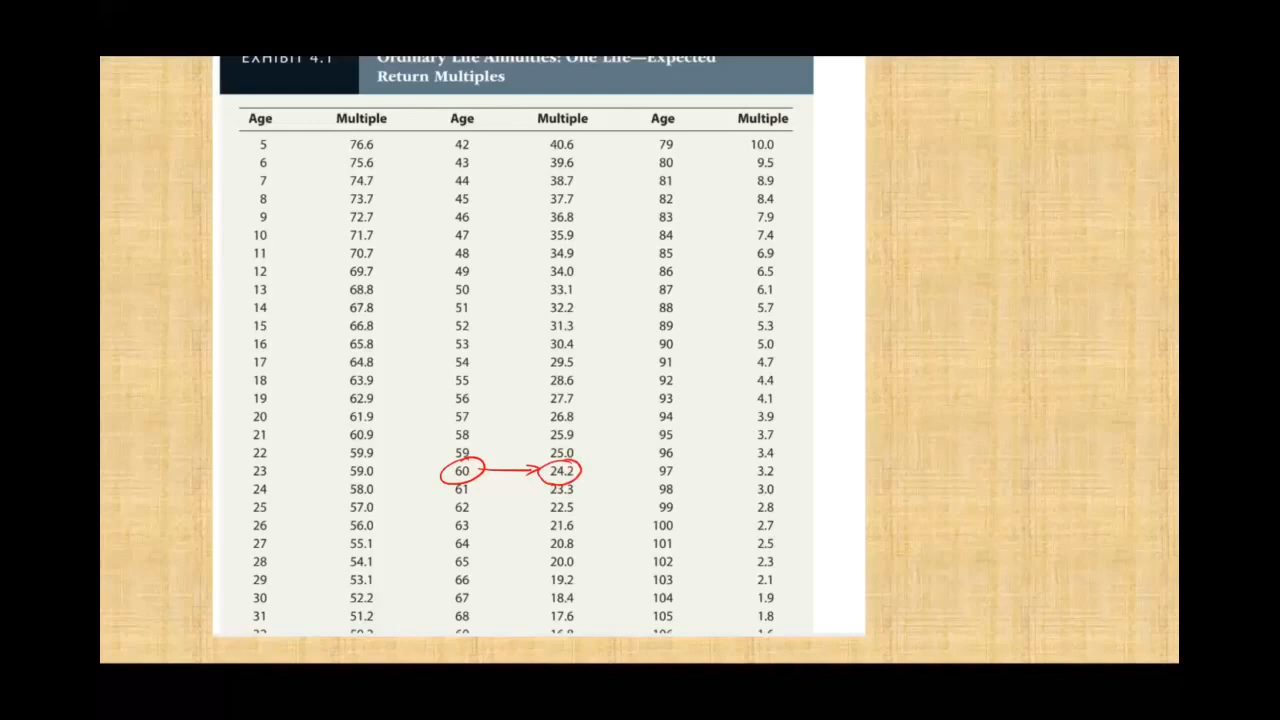 EXHIBIT 4.1
Ordinary Life Annuities: One Life—Expected
Return Multiples
Age Multiple Age Multiple Age Multiple
5 76.6 42 40.6 79 10.0
6 75.6 43 39.6 80 9.5
7 74.7 44 38.7 81 8.9
8 73.7 45 37.7 82 8.4
9 72.7 46 36.8 83 7.9
10 71.7 47 35.9 84 7.4
11 70.7 48 34.9 85 6.9
12 69.7 49 34.0 86 6.5
13 68.8 50 33.1 87 6.1
14 67.8 51 32.2 88 5.7
15 66.8 52 31.3 89 5.3
16 65.8 53 30.4 90 5.0
17 64.8 54 29.5 91 4.7
18 63.9 55 28.6 92 4.4
19 62.9 56 27.7 93 4.1
20 61.9 57 26.8 94 3.9
21 60.9 58 25.9 95 3.7
22 59.9 59 25.0 96 3.4
23 59.0 60 24.2 97 3.2
24 58.0 61 23.3 98 3.0
25 57.0 62 22.5 99 2.8
26 56.0 63 21.6 100 2.7
27 55.1 64 20.8 101 2.5
28 54.1 65 20.0 102 2.3
29 53.1 66 19.2 103 2.1
30 52.2 67 18.4 104 1.9
31 51.2 68 17.6 105 1.8